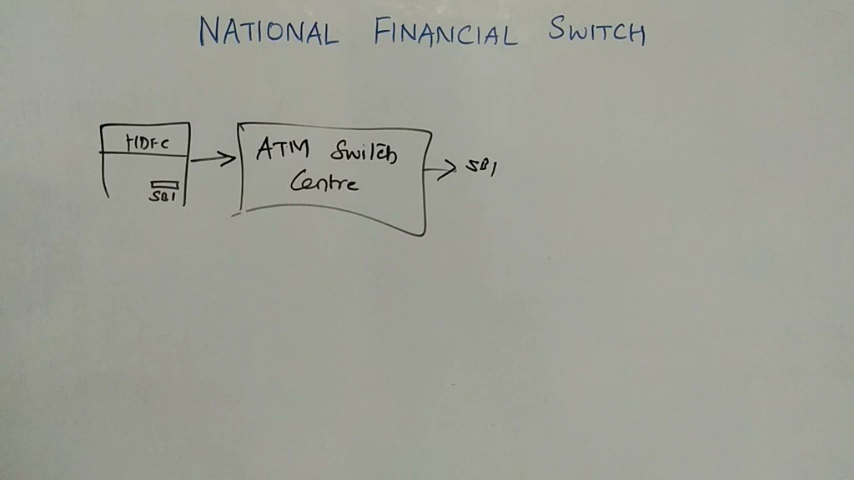 NATIONAL FINANCIAL SWITCH
HDFC
SBI
ATM Switch
Centre
SBI